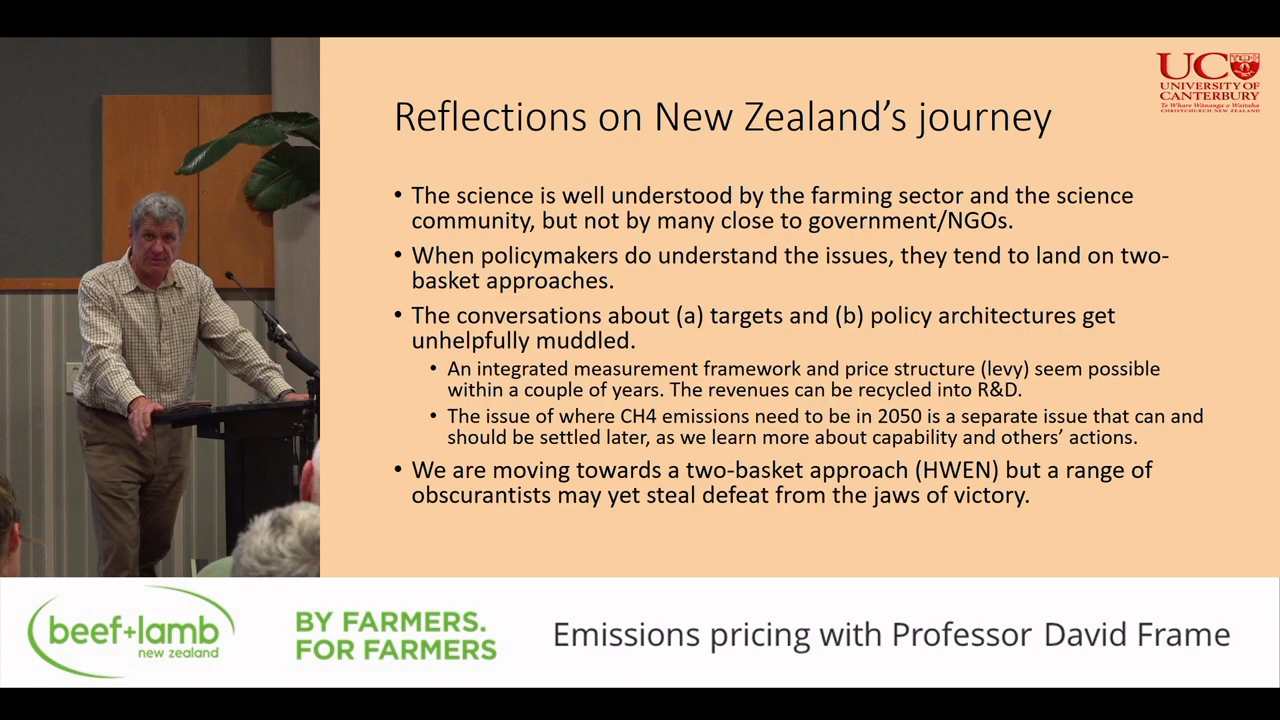 UC
UNIVERSITY OF
CANTERBURY
Te Whare Wānanga o Waitaha
CHRISTCHURCH NEW ZEALAND
Reflections on New Zealand’s journey
• The science is well understood by the farming sector and the science
community, but not by many close to government/NGOs.
• When policymakers do understand the issues, they tend to land on two-
basket approaches.
• The conversations about (a) targets and (b) policy architectures get
unhelpfully muddled.
• An integrated measurement framework and price structure (levy) seem possible
within a couple of years. The revenues can be recycled into R&D.
• The issue of where CH4 emissions need to be in 2050 is a separate issue that can and
should be settled later, as we learn more about capability and others’ actions.
• We are moving towards a two-basket approach (HWEN) but a range of
obscurantists may yet steal defeat from the jaws of victory.
beef+lamb
new zealand
BY FARMERS.
FOR FARMERS
Emissions pricing with Professor David Frame